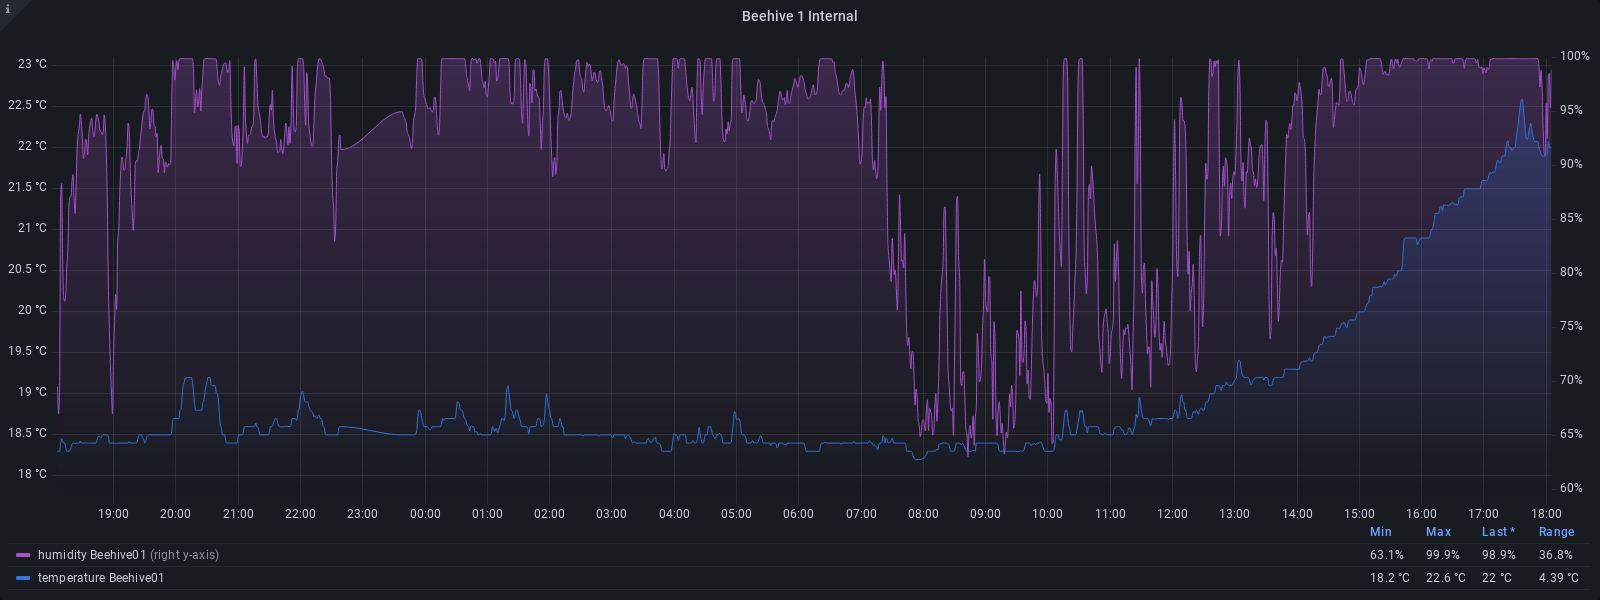 i
Beehive 1 Internal
23 °C 100%
22.5 °C 95%
22 °C 90%
21.5 °C 85%
21 °C 80%
20.5 °C 75%
20 °C 70%
19.5 °C 65%
19 °C 60%
18.5 °C
18 °C
19:00 20:00 21:00 22:00 23:00 00:00 01:00 02:00 03:00 04:00 05:00 06:00 07:00 08:00 09:00 10:00 11:00 12:00 13:00 14:00 15:00 16:00 17:00 18:00
Min Max Last * Range
humidity Beehive01 (right y-axis) 63.1% 99.9% 98.9% 36.8%
temperature Beehive01 18.2 °C 22.6 °C 22 °C 4.39 °C